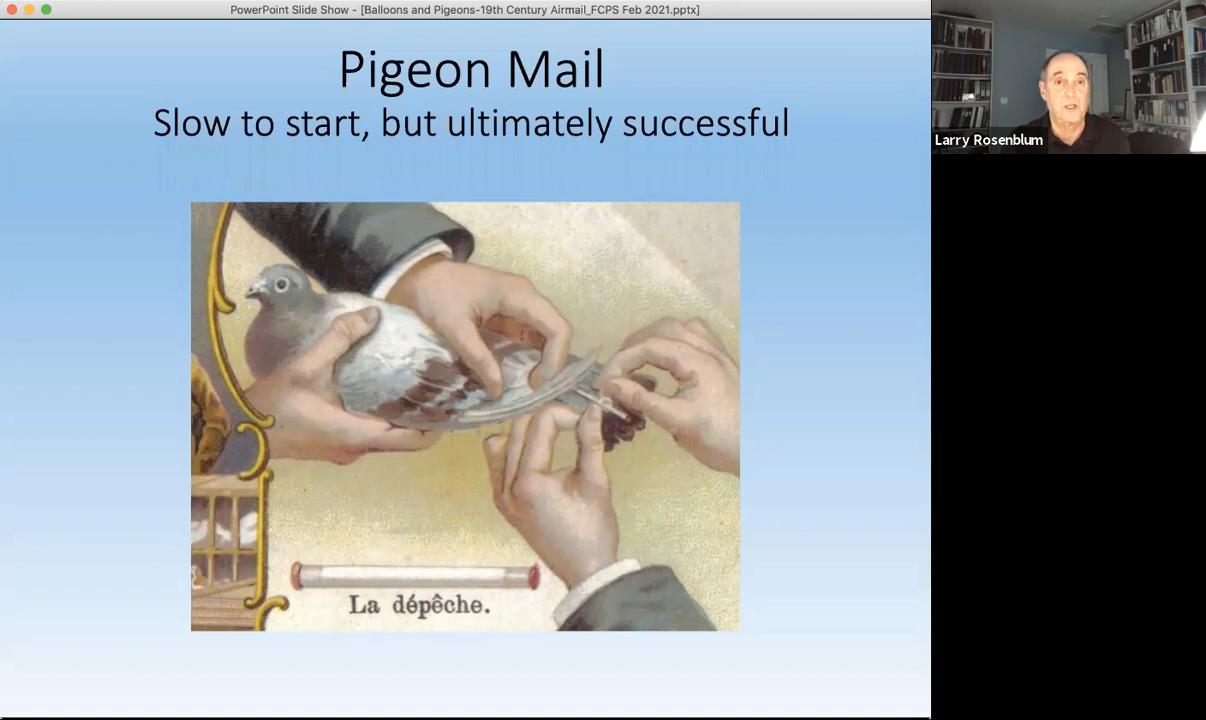 PowerPoint Slide Show - [Balloons and Pigeons-19th Century Airmail_FCPS Feb 2021.pptx]
Pigeon Mail
Slow to start, but ultimately successful
La dépêche.
Larry Rosenblum